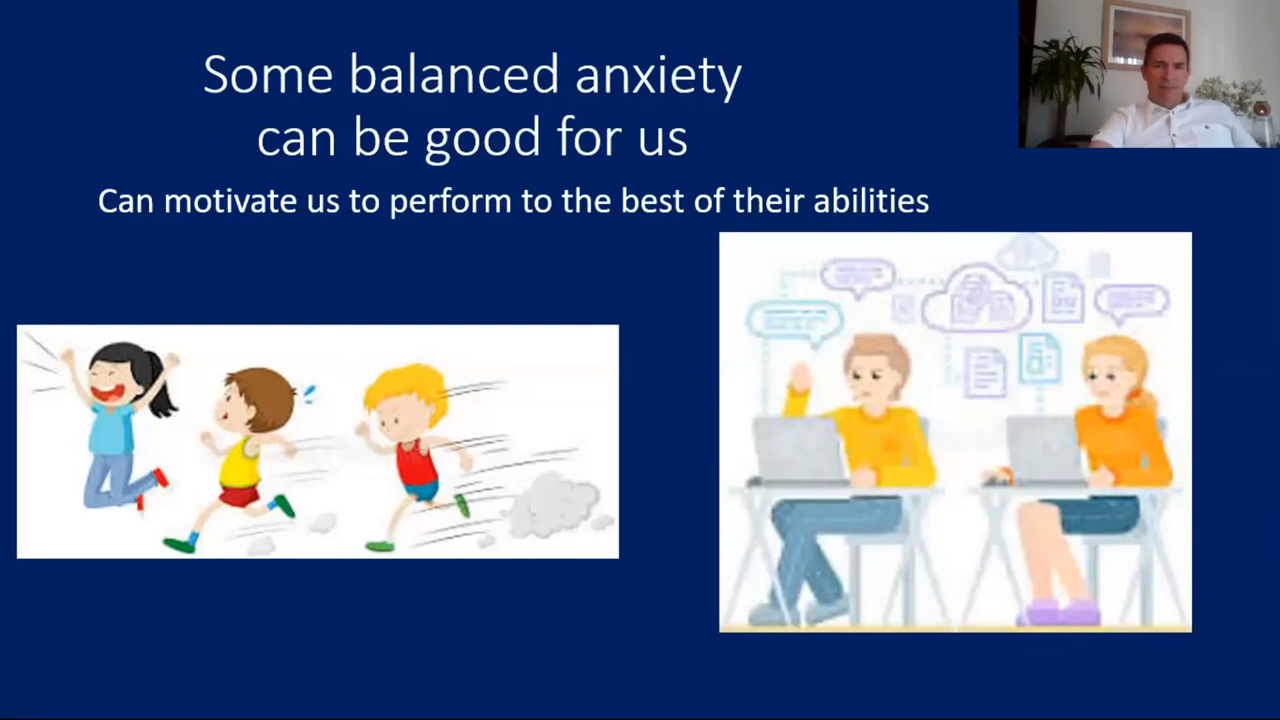 Some balanced anxiety
can be good for us
Can motivate us to perform to the best of their abilities